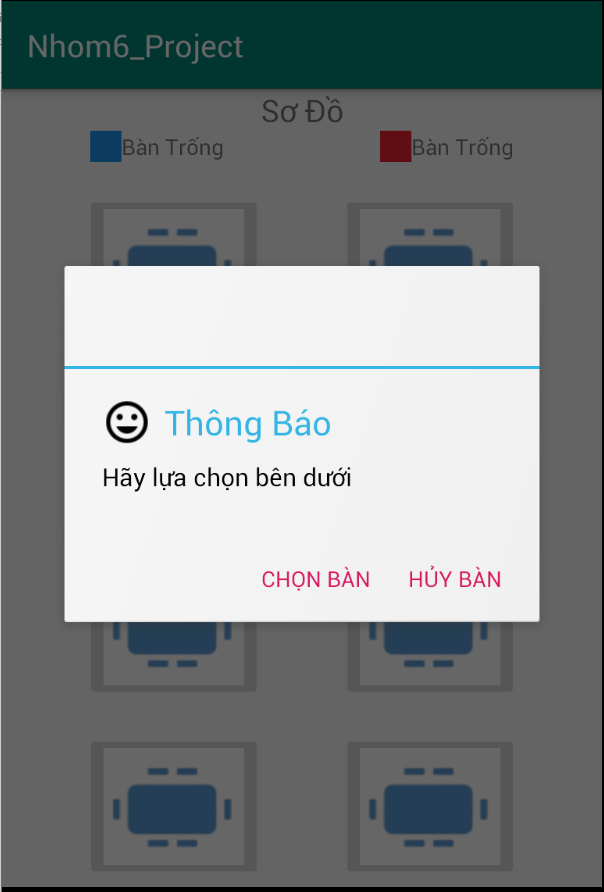 Nhom6_Project
Sơ Đồ
Bàn Trống
Bàn Trống
Thông Báo
Hãy lựa chọn bên dưới
CHỌN BÀN
HỦY BÀN